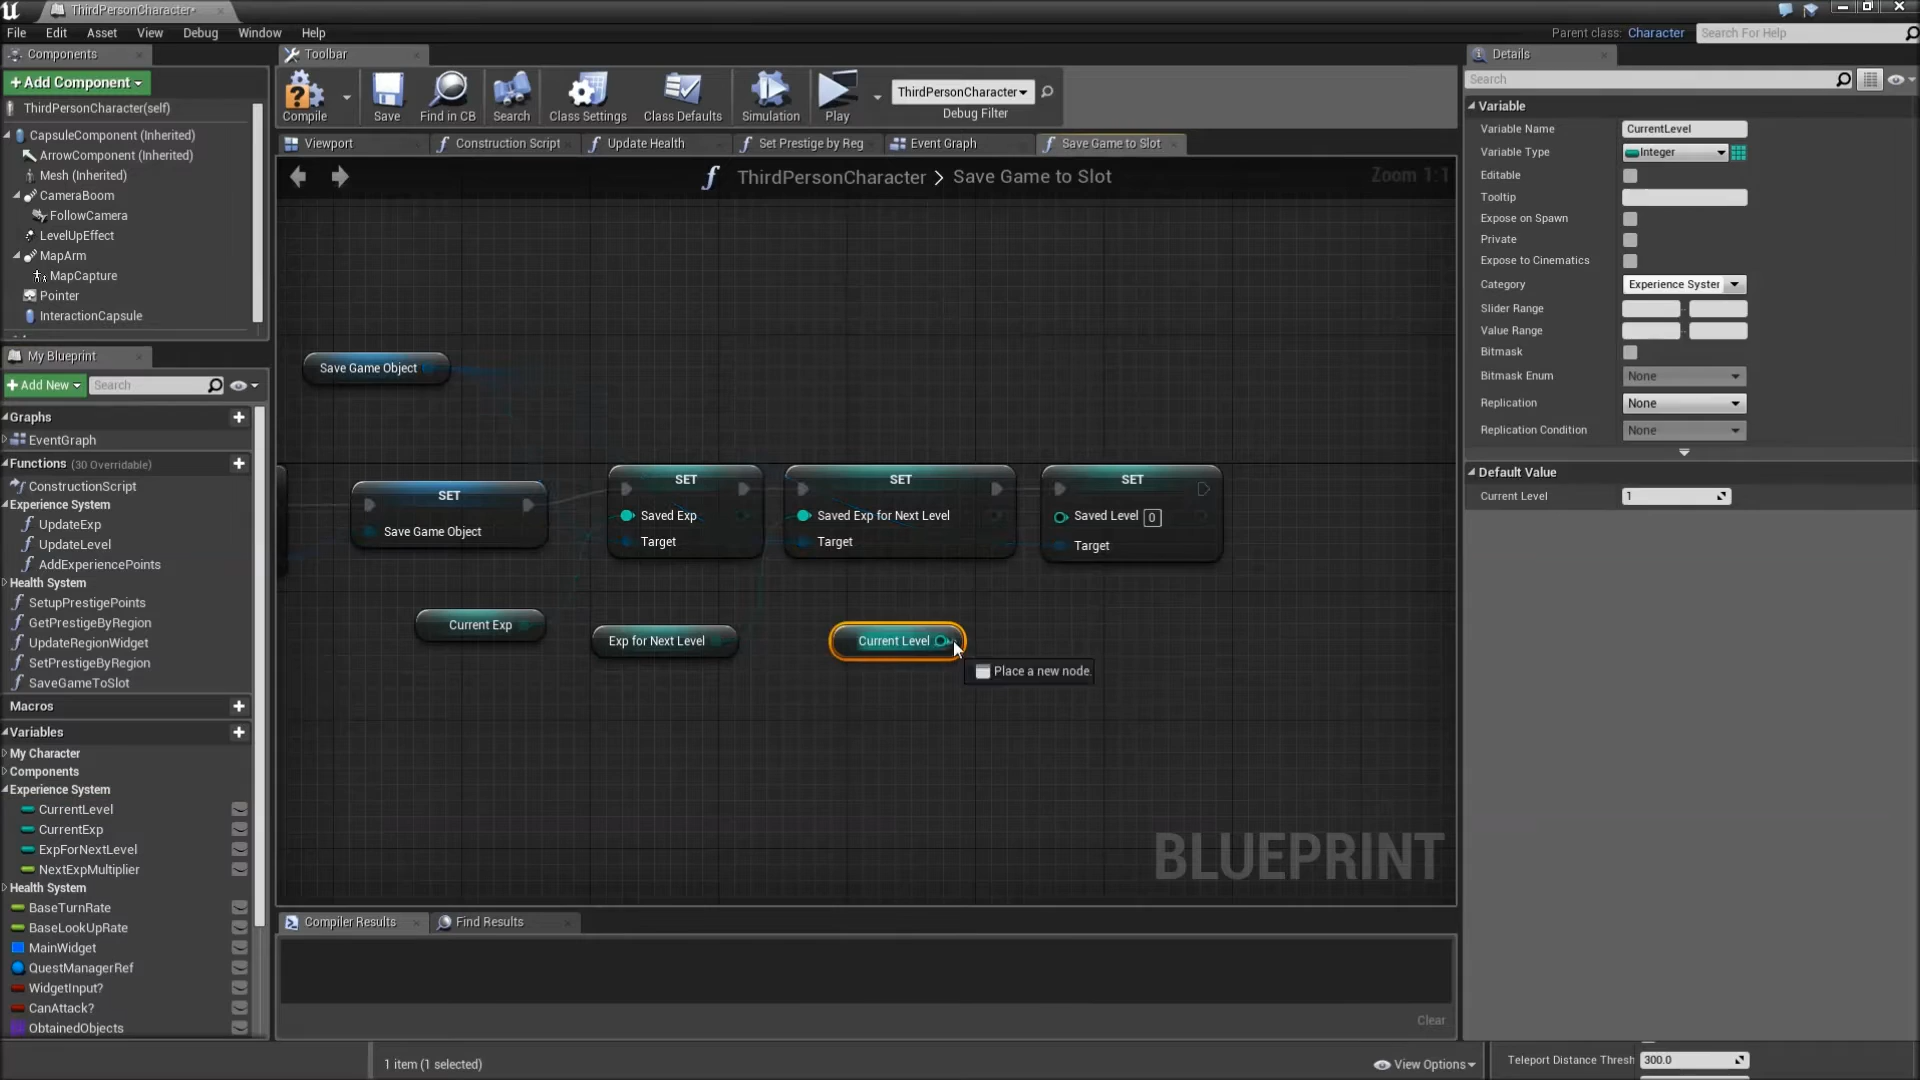 ThirdPersonCharacter*
File Edit Asset View Debug Window Help
Parent class: Character Search For Help
Components
+Add Component
ThirdPersonCharacter(self)
CapsuleComponent (Inherited)
ArrowComponent (Inherited)
Mesh (Inherited)
CameraBoom
FollowCamera
LevelUpEffect
MapArm
MapCapture
Pointer
InteractionCapsule
My Blueprint
+Add New Search
Graphs
EventGraph
Functions (30 Overridable)
ConstructionScript
Experience System
UpdateExp
UpdateLevel
AddExperiencePoints
Health System
SetupPrestigePoints
GetPrestigeByRegion
UpdateRegionWidget
SetPrestigeByRegion
SaveGameToSlot
Macros
Variables
My Character
Components
Experience System
CurrentLevel
CurrentExp
ExpForNextLevel
NextExpMultiplier
Health System
BaseTurnRate
BaseLookUpRate
MainWidget
QuestManagerRef
WidgetInput?
CanAttack?
ObtainedObjects
Toolbar
Compile Save Find in CB Search Class Settings Class Defaults Simulation Play
ThirdPersonCharacter
Debug Filter
Viewport Construction Script Update Health Set Prestige by Reg Event Graph Save Game to Slot
ThirdPersonCharacter > Save Game to Slot
Zoom 1:1
Save Game Object
SET
Save Game Object
SET
Saved Exp
Target
SET
Saved Exp for Next Level
Target
SET
Saved Level 0
Target
Current Exp
Exp for Next Level
Current Level
Place a new node.
BLUEPRINT
Compiler Results Find Results
Clear
1 item (1 selected)
View Options
Details
Search
Variable
Variable Name CurrentLevel
Variable Type Integer
Editable
Tooltip
Expose on Spawn
Private
Expose to Cinematics
Category Experience Syster
Slider Range
Value Range
Bitmask
Bitmask Enum None
Replication None
Replication Condition None
Default Value
Current Level 1
Teleport Distance Thresh 300.0